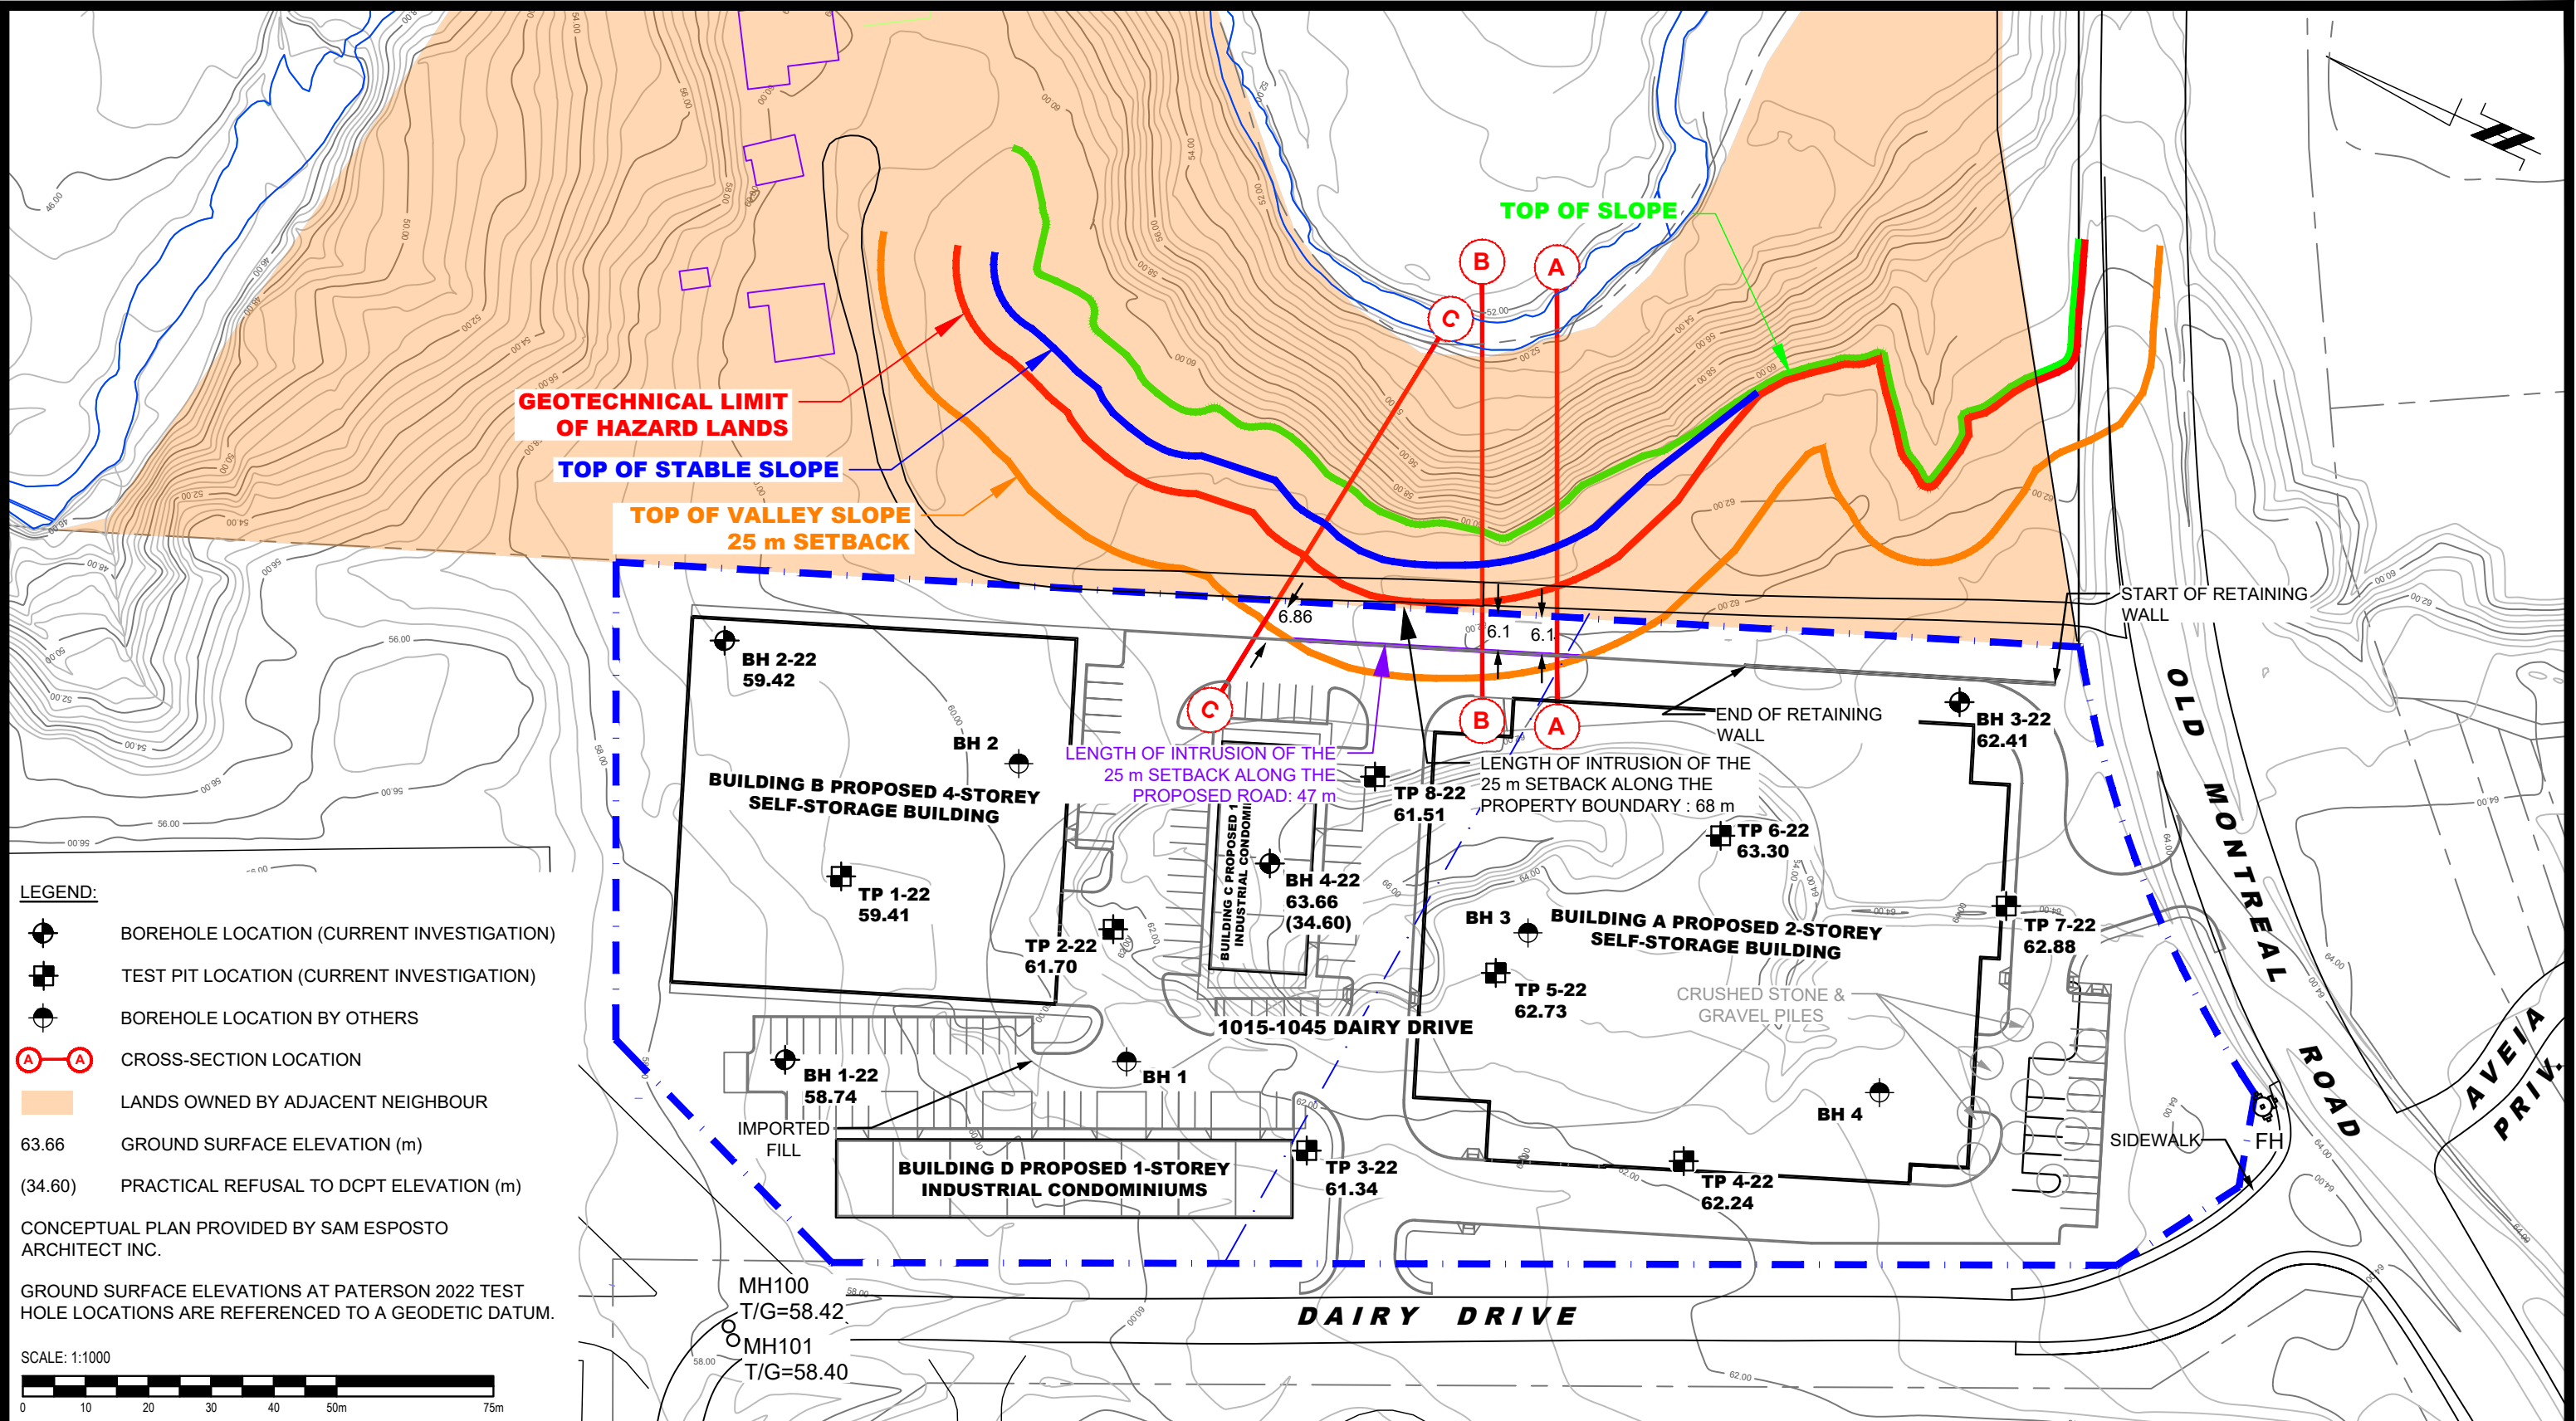 TOP OF SLOPE
B
A
C
GEOTECHNICAL LIMIT
OF HAZARD LANDS
TOP OF STABLE SLOPE
TOP OF VALLEY SLOPE
25 m SETBACK
START OF RETAINING
WALL
6.86
6.1
6.1
BH 2-22
59.42
BH 2
BUILDING B PROPOSED 4-STOREY
SELF-STORAGE BUILDING
TP 1-22
59.41
TP 2-22
61.70
C
B
A
LENGTH OF INTRUSION OF THE
25 m SETBACK ALONG THE
PROPOSED ROAD: 47 m
END OF RETAINING
WALL
LENGTH OF INTRUSION OF THE
25 m SETBACK ALONG THE
PROPERTY BOUNDARY : 68 m
BH 3-22
62.41
TP 8-22
61.51
TP 6-22
63.30
BUILDING C PROPOSED 1
INDUSTRIAL CONDOMI
BH 4-22
63.66
(34.60)
BH 3
BUILDING A PROPOSED 2-STOREY
SELF-STORAGE BUILDING
TP 7-22
62.88
TP 5-22
62.73
CRUSHED STONE &
GRAVEL PILES
1015-1045 DAIRY DRIVE
BH 1-22
58.74
BH 1
BH 4
IMPORTED
FILL
BUILDING D PROPOSED 1-STOREY
INDUSTRIAL CONDOMINIUMS
TP 3-22
61.34
TP 4-22
62.24
SIDEWALK
FH
OLD MONTREAL ROAD
AVEIA
PRIV.
MH100
T/G=58.42
MH101
T/G=58.40
DAIRY DRIVE
LEGEND:
BOREHOLE LOCATION (CURRENT INVESTIGATION)
TEST PIT LOCATION (CURRENT INVESTIGATION)
BOREHOLE LOCATION BY OTHERS
A A CROSS-SECTION LOCATION
LANDS OWNED BY ADJACENT NEIGHBOUR
63.66 GROUND SURFACE ELEVATION (m)
(34.60) PRACTICAL REFUSAL TO DCPT ELEVATION (m)
CONCEPTUAL PLAN PROVIDED BY SAM ESPOSTO
ARCHITECT INC.
GROUND SURFACE ELEVATIONS AT PATERSON 2022 TEST
HOLE LOCATIONS ARE REFERENCED TO A GEODETIC DATUM.
SCALE: 1:1000
0 10 20 30 40 50m 75m